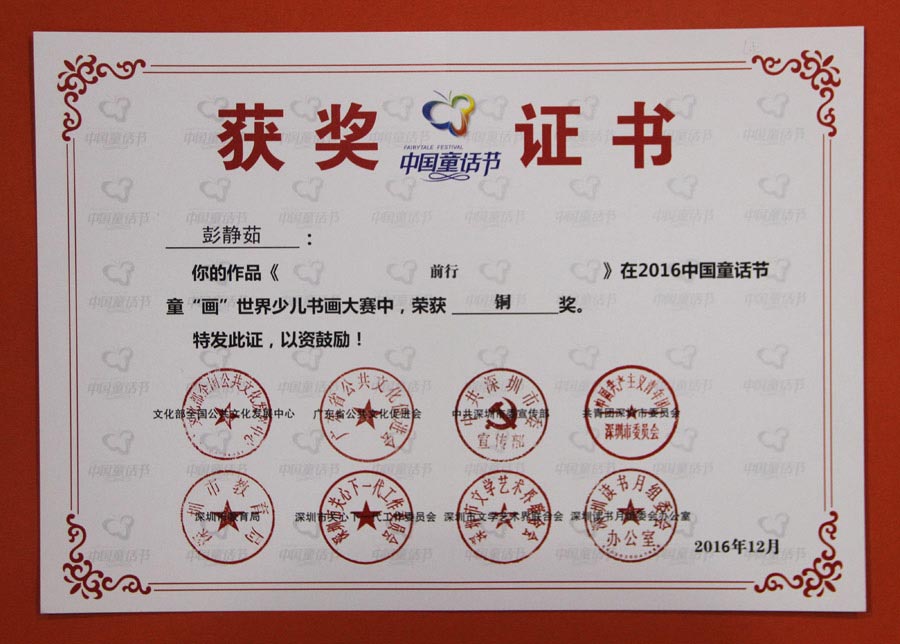 获奖证书
FAIRYTALE FESTIVAL
中国童话节
彭静茹：
你的作品《 前行 》在2016中国童话节
童“画”世界少儿书画大赛中，荣获 铜 奖。
特发此证，以资鼓励！
文化部全国公共文化发展中心 广东省公共文化促进会 中共深圳市委宣传部 共青团深圳市委员会
深圳市教育局 深圳市关心下一代工作委员会 深圳市文学艺术界联合会 深圳读书月组委会办公室
2016年12月